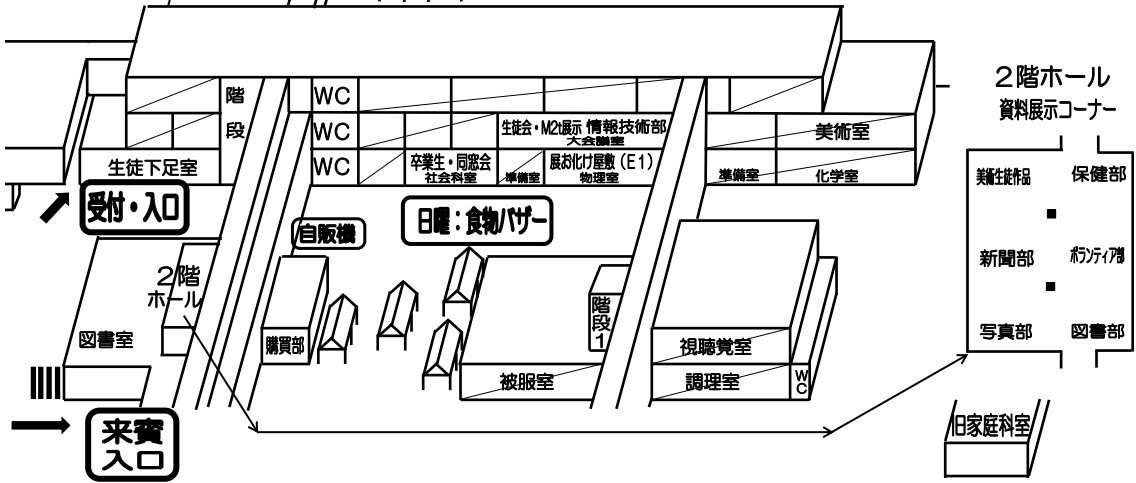 階
段
WC
WC
WC
生徒会・M2t展示
情報技術部
大会議室
美術室
生徒下足室
卒業生・同窓会
社会科室
準備室
展お化け屋敷(E1)
物理室
準備室
化学室
受付・入口
自販機
日曜:食物バザー
2階
ホール
図書室
購買部
階
段
1
被服室
視聴覚室
調理室
WC
来賓
入口
2階ホール
資料展示コーナー
美術生徒作品
保健部
新聞部
ボランティア部
写真部
図書部
旧家庭科室